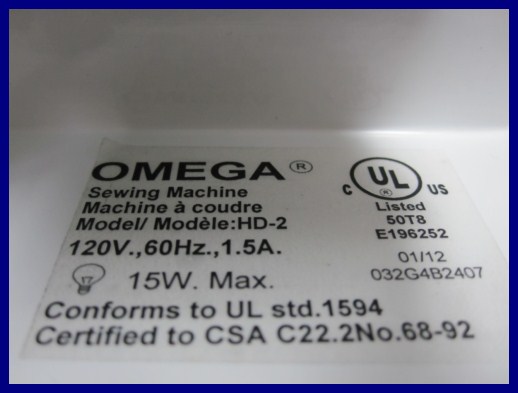 OMEGA®
Sewing Machine
Machine à coudre
Model/ Modèle:HD-2
120V.,60Hz.,1.5A.
15W. Max.
C UL ® US
Listed
50T8
E196252
01/12
032G4B2407
Conforms to UL std.1594
Certified to CSA C22.2No.68-92